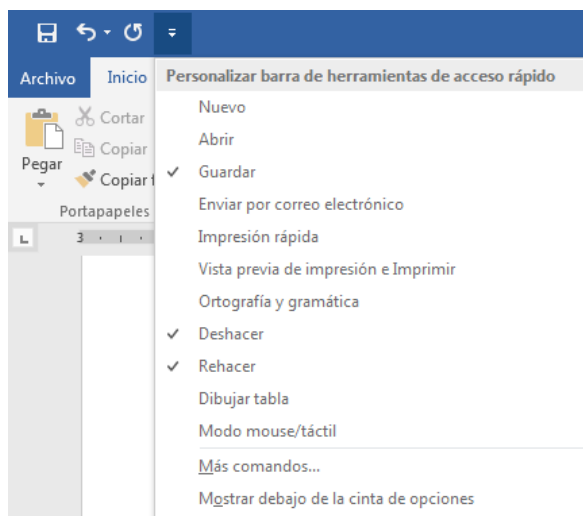 Archivo
Inicio
Personalizar barra de herramientas de acceso rápido
Cortar
Copiar
Pegar
Copiar f
Portapapeles
3
Nuevo
Abrir
Guardar
Enviar por correo electrónico
Impresión rápida
Vista previa de impresión e Imprimir
Ortografía y gramática
Deshacer
Rehacer
Dibujar tabla
Modo mouse/táctil
Más comandos...
Mostrar debajo de la cinta de opciones